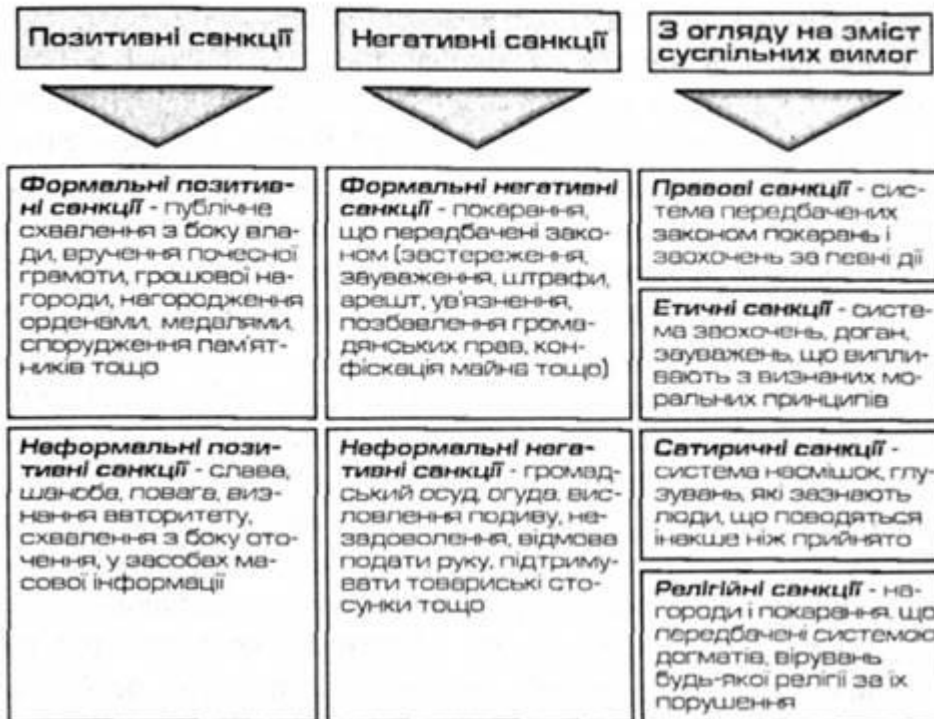 Позитивні санкції
Негативні санкції
З огляду на зміст
суспільних вимог
Формальні позитив-
ні санкції - публічне
схвалення з боку вла-
ди, вручення почесної
грамоти, грошової на-
городи, нагородження
орденами, медалями,
спорудження пам'ят-
ників тощо
Неформальні пози-
тивні санкції - слава,
шаноба, повага, виз-
нання авторитету,
схвалення з боку ото-
чення, у засобах ма-
сової інформації
Формальні негативні
санкції - покарання,
що передбачені зако-
ном (застереження,
зауваження, штрафи,
арешт, ув'язнення,
позбавлення грома-
дянських прав, кон-
фіскація майна тощо)
Неформальні нега-
тивні санкції - громад-
ський осуд, огуда, вис-
ловлення подиву, не-
задоволення, відмова
подати руку, підтриму-
вати товариські сто-
сунки тощо
Правові санкції - сис-
тема передбачених
законом покарань і
заохочень за певні дії
Етичні санкції - систе-
ма заохочень, доган,
зауважень, що випли-
вають з визнаних мо-
ральних принципів
Сатиричні санкції -
система насмішок, глу-
зувань, які зазнають
люди, що поводяться
інакше ніж прийнято
Релігійні санкції - на-
городи і покарання, що
передбачені системою
догматів, вірувань
будь-якої релігії за їх
порушення